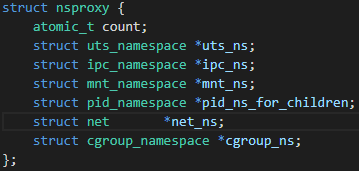 struct nsproxy {
    atomic_t count;
    struct uts_namespace *uts_ns;
    struct ipc_namespace *ipc_ns;
    struct mnt_namespace *mnt_ns;
    struct pid_namespace *pid_ns_for_children;
    struct net       *net_ns;
    struct cgroup_namespace *cgroup_ns;
};